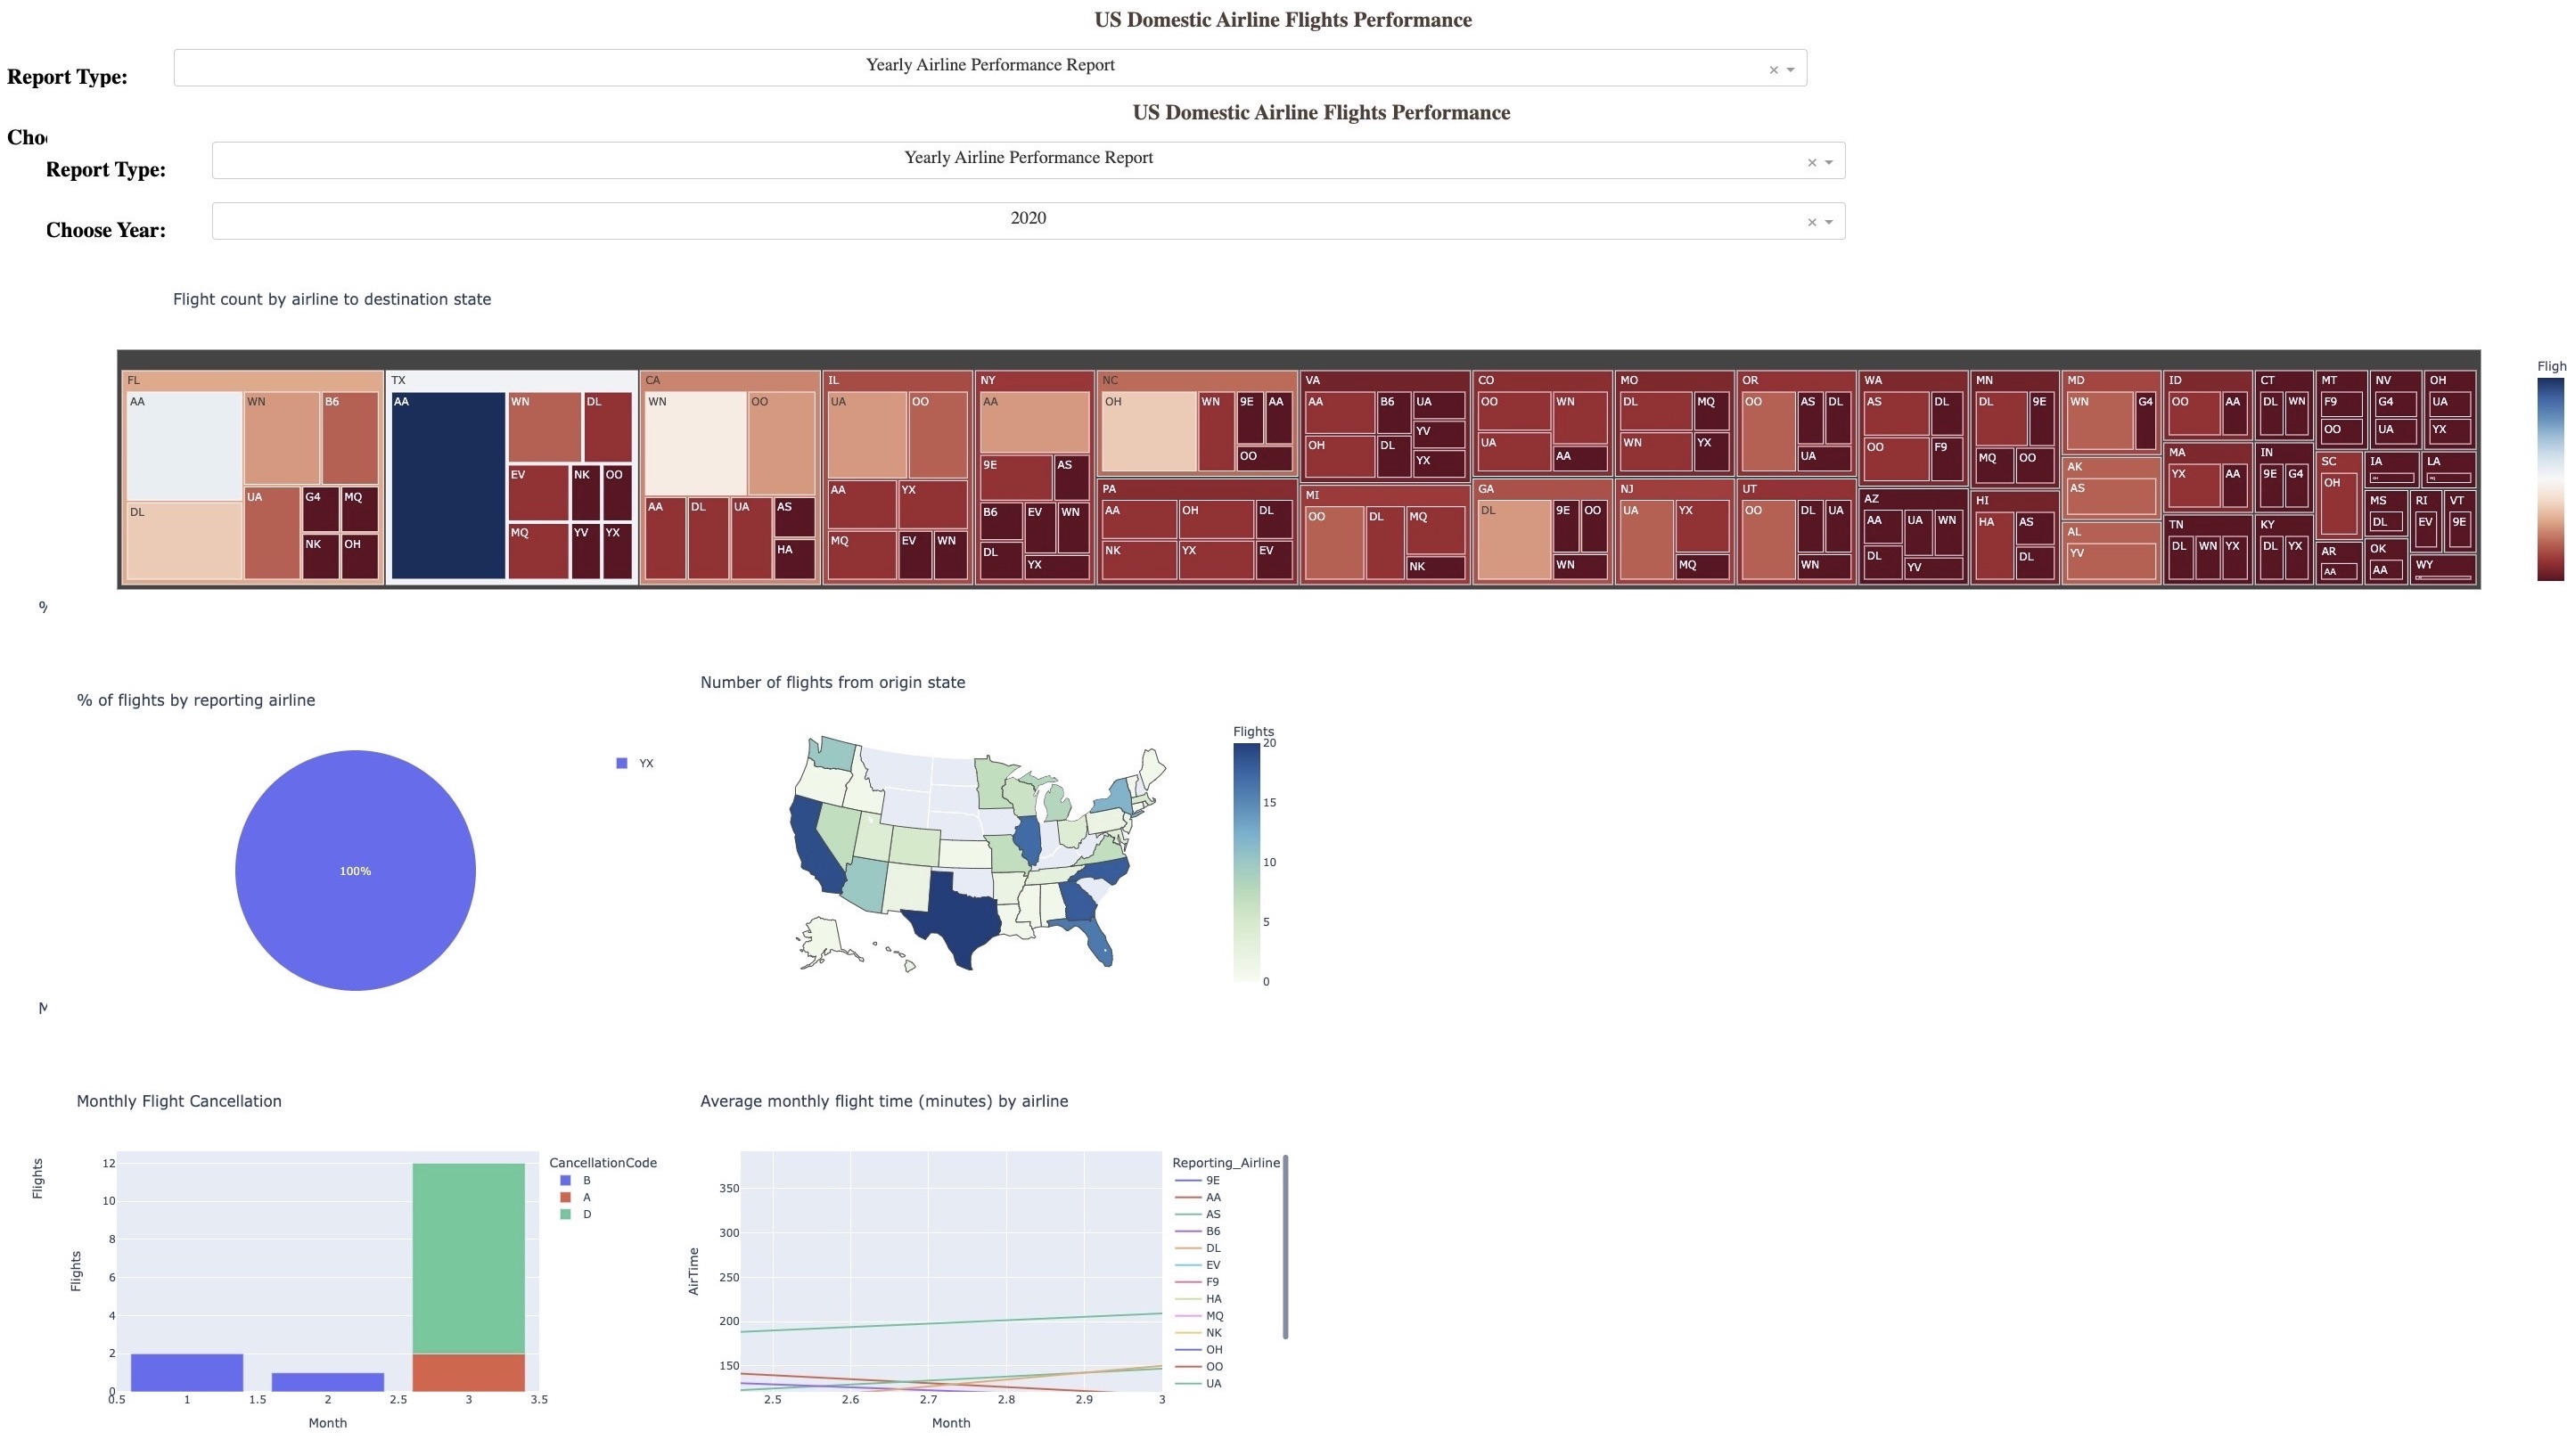 US Domestic Airline Flights Performance
Report Type:
Yearly Airline Performance Report
US Domestic Airline Flights Performance
Report Type:
Yearly Airline Performance Report
Choose Year:
2020
Flight count by airline to destination state
Fligh
FL
AA
WN
B6
DL
UA
G4
MQ
NK
OH
TX
AA
WN
DL
EV
NK
OO
MQ
YV
YX
CA
WN
OO
AA
DL
UA
AS
HA
IL
UA
OO
AA
YX
MQ
EV
WN
NY
AA
9E
AS
B6
EV
WN
DL
YX
NC
OH
WN
9E
AA
OO
PA
AA
OH
DL
NK
YX
EV
VA
AA
B6
UA
YV
OH
DL
YX
MI
OO
DL
MQ
NK
CO
OO
WN
UA
AA
GA
DL
9E
OO
WN
MO
DL
MQ
WN
YX
NJ
UA
YX
MQ
OR
OO
AS
DL
UA
UT
OO
DL
UA
WN
WA
AS
DL
OO
F9
AZ
AA
UA
WN
DL
YV
MN
DL
9E
MQ
OO
HI
HA
AS
DL
MD
WN
G4
AK
AS
AL
YV
ID
OO
AA
MA
YX
AA
TN
DL
WN
YX
CT
DL
WN
IN
9E
G4
KY
DL
YX
MT
F9
OO
NV
G4
UA
OH
UA
YX
SC
OH
AR
AA
IA
LA
MS
DL
OK
AA
RI
EV
VT
9E
WY
% of flights by reporting airline
100%
YX
Number of flights from origin state
Flights
20
15
10
5
0
Monthly Flight Cancellation
Flights
Flights
12
10
8
6
4
2
0
0.5
1
1.5
2
2.5
3
3.5
Month
CancellationCode
B
A
D
Average monthly flight time (minutes) by airline
AirTime
350
300
250
200
150
2.5
2.6
2.7
2.8
2.9
3
Month
Reporting_Airline
9E
AA
AS
B6
DL
EV
F9
HA
MQ
NK
OH
OO
UA